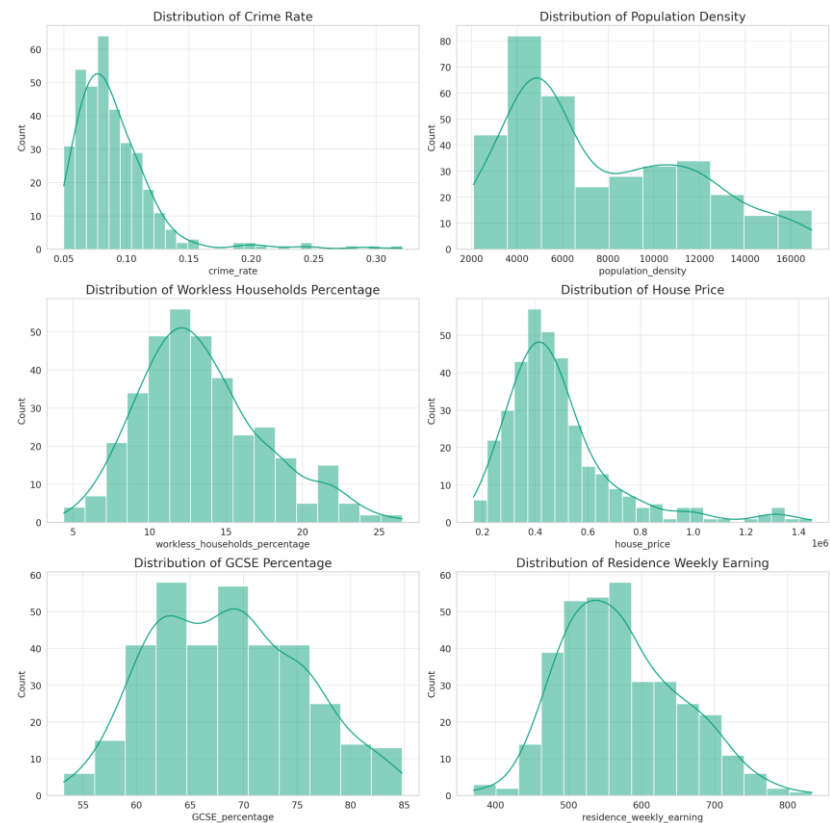 Distribution of Crime Rate
Count
60
50
40
30
20
10
0
0.05 0.10 0.15 0.20 0.25 0.30
crime_rate
Distribution of Population Density
Count
80
70
60
50
40
30
20
10
0
2000 4000 6000 8000 10000 12000 14000 16000
population_density
Distribution of Workless Households Percentage
Count
50
40
30
20
10
0
5 10 15 20 25
workless_households_percentage
Distribution of House Price
Count
50
40
30
20
10
0
0.2 0.4 0.6 0.8 1.0 1.2 1.4
1e6
house_price
Distribution of GCSE Percentage
Count
60
50
40
30
20
10
0
55 60 65 70 75 80 85
GCSE_percentage
Distribution of Residence Weekly Earning
Count
60
50
40
30
20
10
0
400 500 600 700 800
residence_weekly_earning